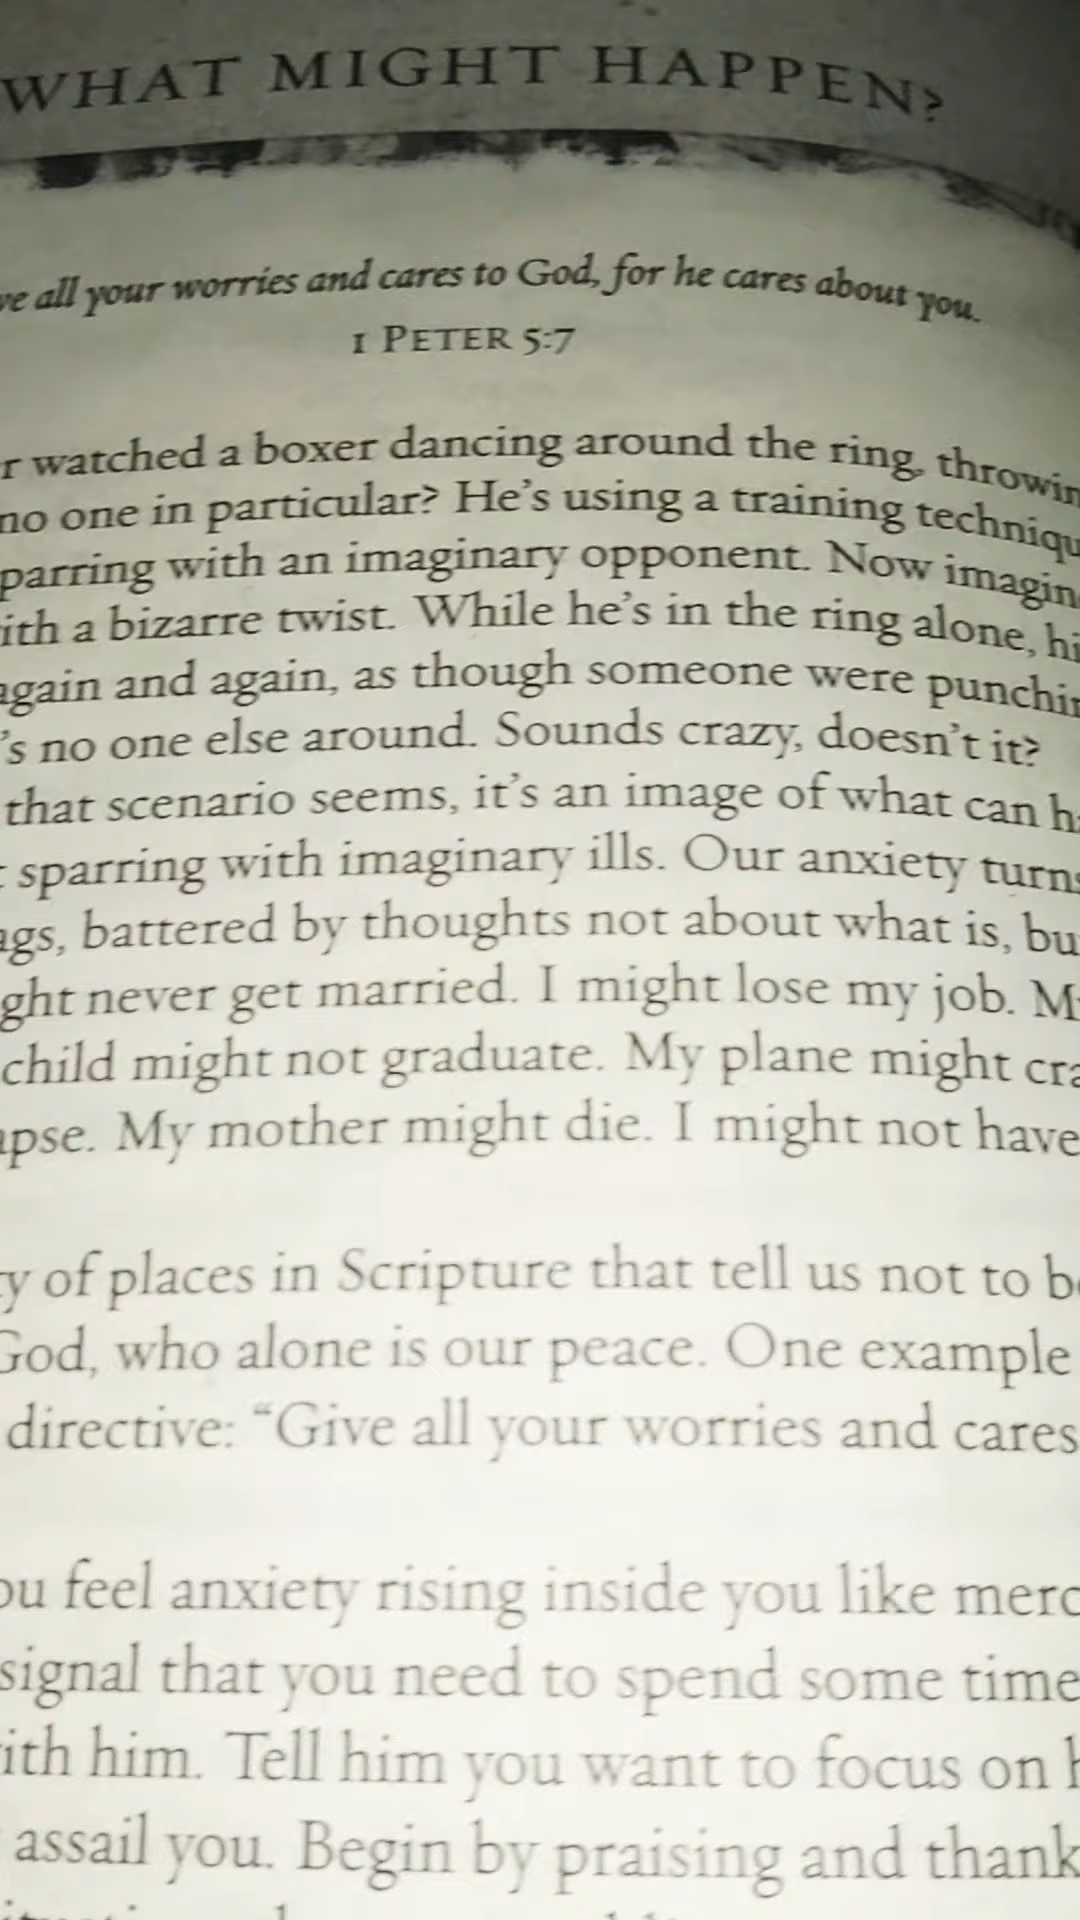 WHAT MIGHT HAPPEN?
ve all your worries and cares to God, for he cares about you.
1 PETER 5:7
r watched a boxer dancing around the ring, throwin
no one in particular? He's using a training techniqu
parring with an imaginary opponent. Now imagin
ith a bizarre twist. While he's in the ring alone, hi
again and again, as though someone were punchin
's no one else around. Sounds crazy, doesn't it?
that scenario seems, it's an image of what can ha
sparring with imaginary ills. Our anxiety turns
ags, battered by thoughts not about what is, bu
ght never get married. I might lose my job. M
child might not graduate. My plane might cra
apse. My mother might die. I might not have
y of places in Scripture that tell us not to be
God, who alone is our peace. One example
directive: “Give all your worries and cares
ou feel anxiety rising inside you like merc
signal that you need to spend some time
ith him. Tell him you want to focus on h
assail you. Begin by praising and thank